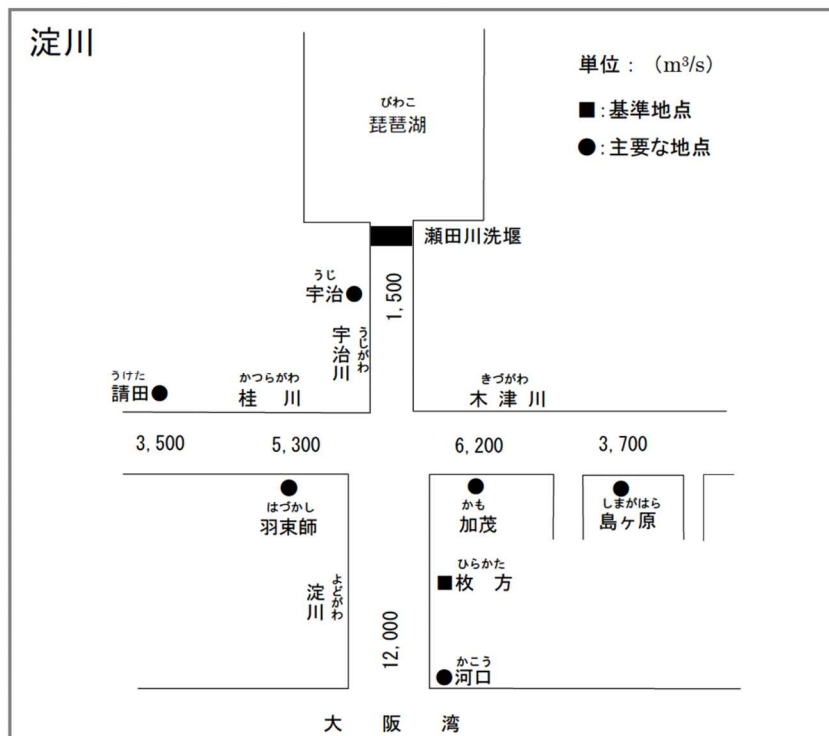 淀川
単位： （m³/s）
■：基準地点
●：主要な地点
びわこ
琵琶湖
瀬田川洗堰
うじ
宇治●
1,500
宇治川
うじがわ
うけた
請田●
かつらがわ
桂 川
きづがわ
木 津 川
3,500
5,300
6,200
3,700
はづかし
羽束師
かも
加茂
しまがはら
島ヶ原
ひらかた
■枚 方
淀川
よどがわ
12,000
かこう
●河口
大 阪 湾